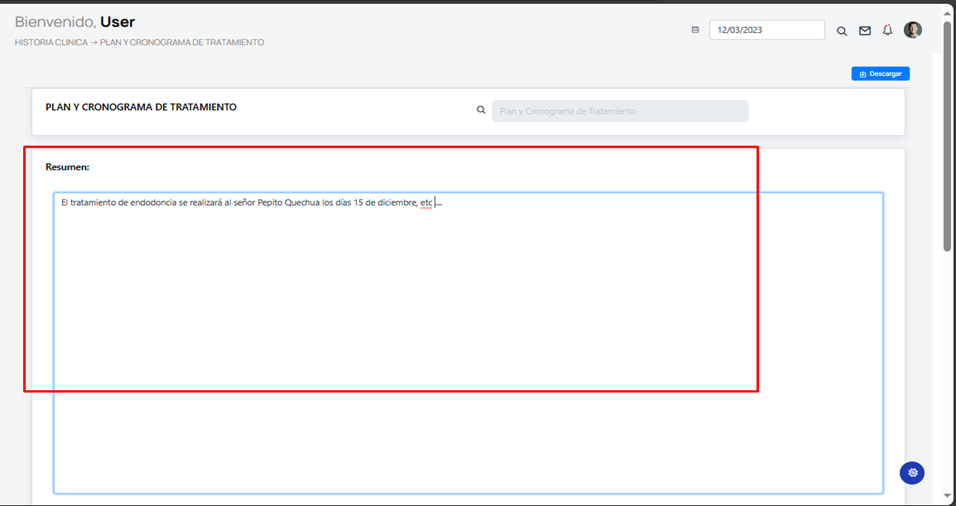 Bienvenido, User
12/03/2023
HISTORIA CLINICA → PLAN Y CRONOGRAMA DE TRATAMIENTO
Descargar
PLAN Y CRONOGRAMA DE TRATAMIENTO
Plan y Cronograma de Tratamiento
Resumen:
El tratamiento de endodoncia se realizará al señor Pepito Quechua los días 15 de diciembre, etc ....